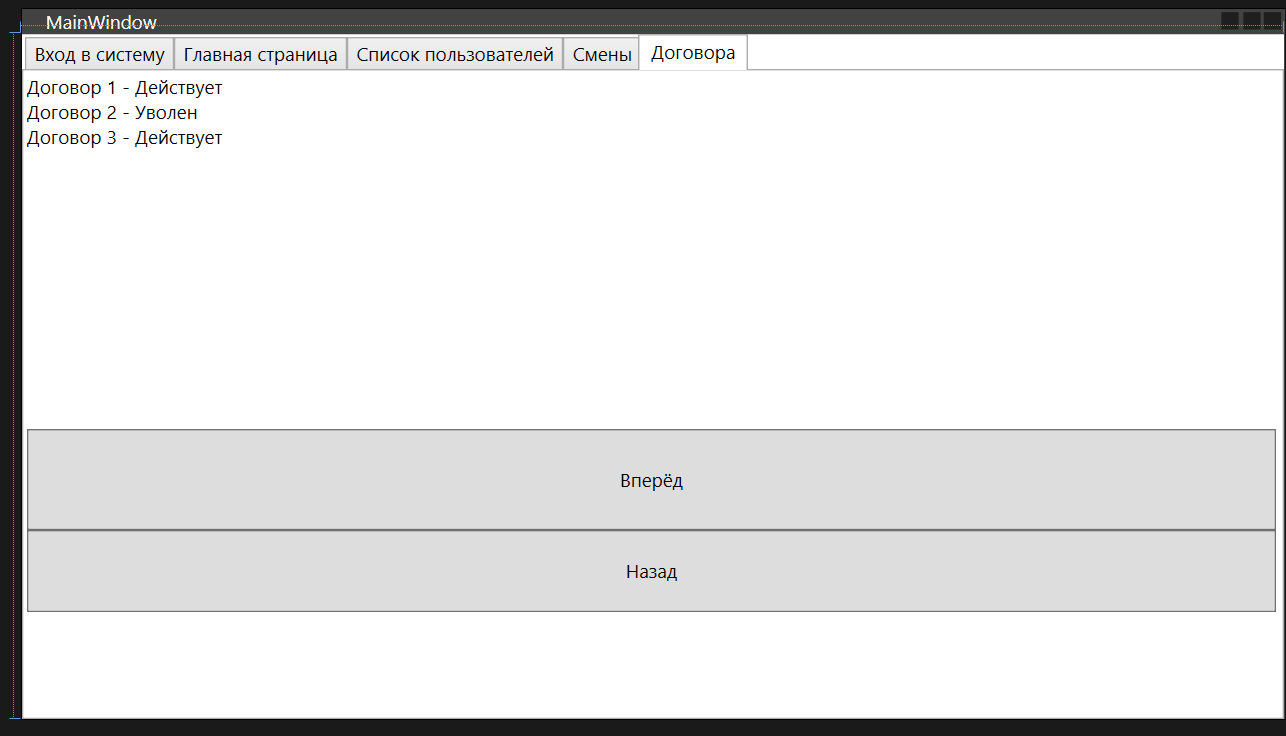 MainWindow
Вход в систему Главная страница Список пользователей Смены Договора
Договор 1 - Действует
Договор 2 - Уволен
Договор 3 - Действует
Вперёд
Назад